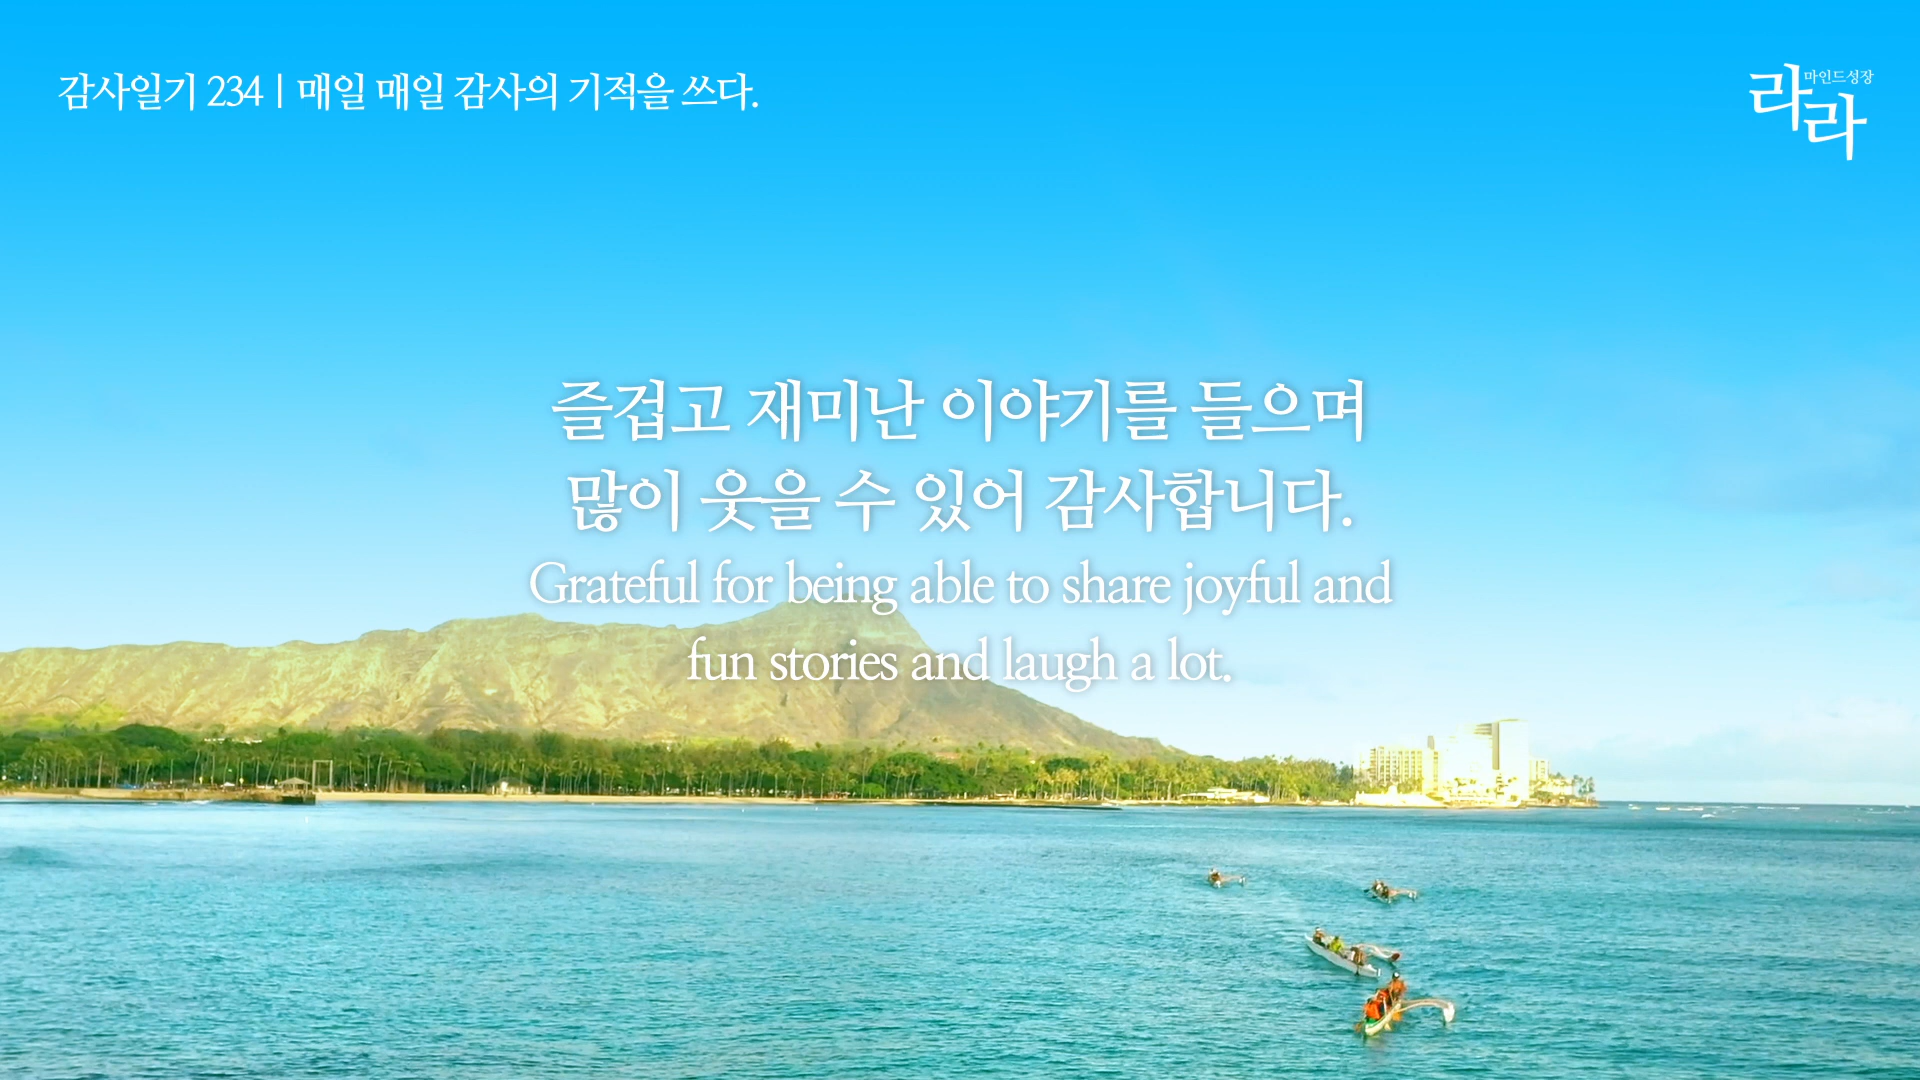 감사일기 234 | 매일 매일 감사의 기적을 쓰다.
마인드성장
라라
즐겁고 재미난 이야기를 들으며
많이 웃을 수 있어 감사합니다.
Grateful for being able to share joyful and
fun stories and laugh a lot.